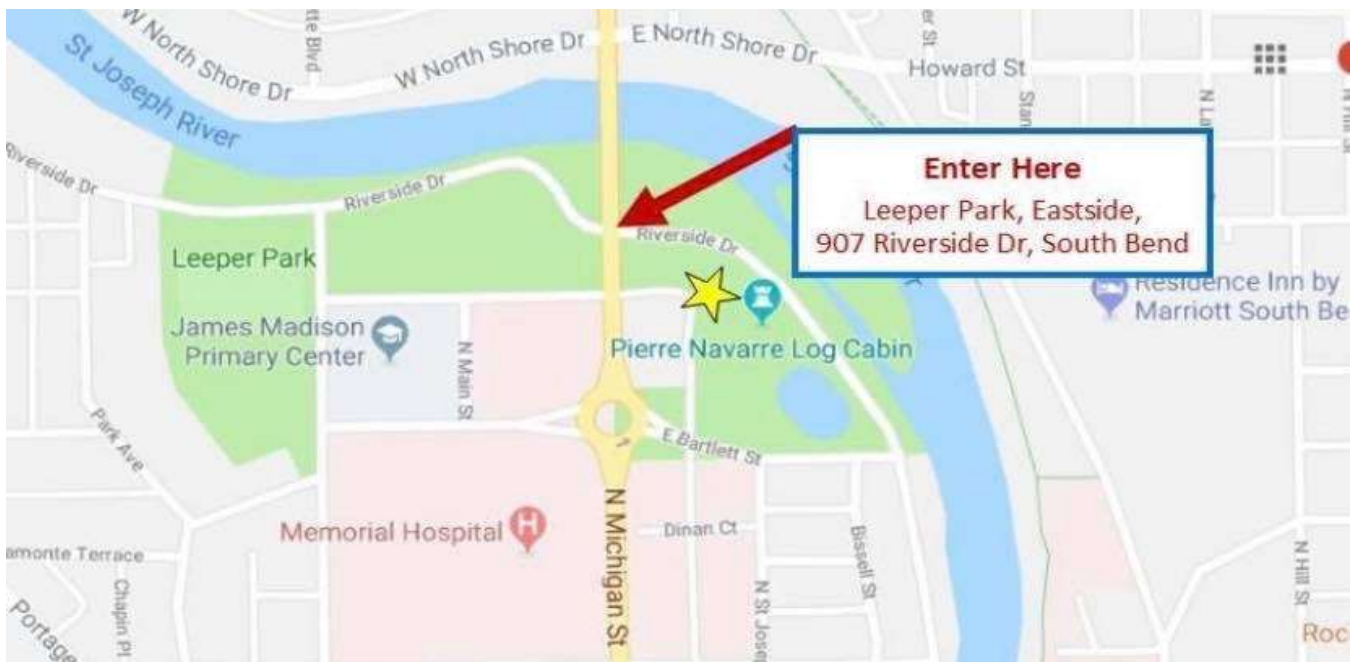 W North Shore Dr
W North Shore Dr
E North Shore Dr
Howard St
St Joseph River
Riverside Dr
Riverside Dr
Riverside Dr
Enter Here
Leeper Park, Eastside,
907 Riverside Dr, South Bend
Leeper Park
James Madison
Primary Center
N Main St
Pierre Navarre Log Cabin
Residence Inn by
Marriott South Be
Park Ave
E Bartlett St
Memorial Hospital
H
N Michigan St
Dinan Ct
Bissell St
N St Jose
amonte Terrace
Chapin Pl
Portage
N Hill St
Roc